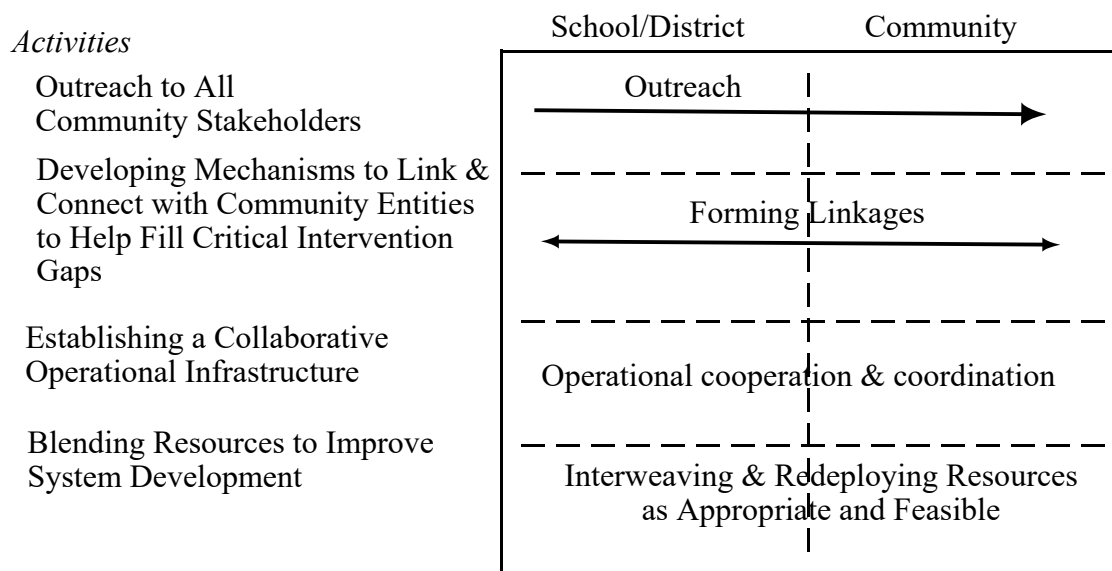 School/District Community
Activities
Outreach to All
Community Stakeholders
Outreach
Developing Mechanisms to Link &
Connect with Community Entities
to Help Fill Critical Intervention
Gaps
Forming Linkages
Establishing a Collaborative
Operational Infrastructure
Operational cooperation & coordination
Blending Resources to Improve
System Development
Interweaving & Redeploying Resources
as Appropriate and Feasible